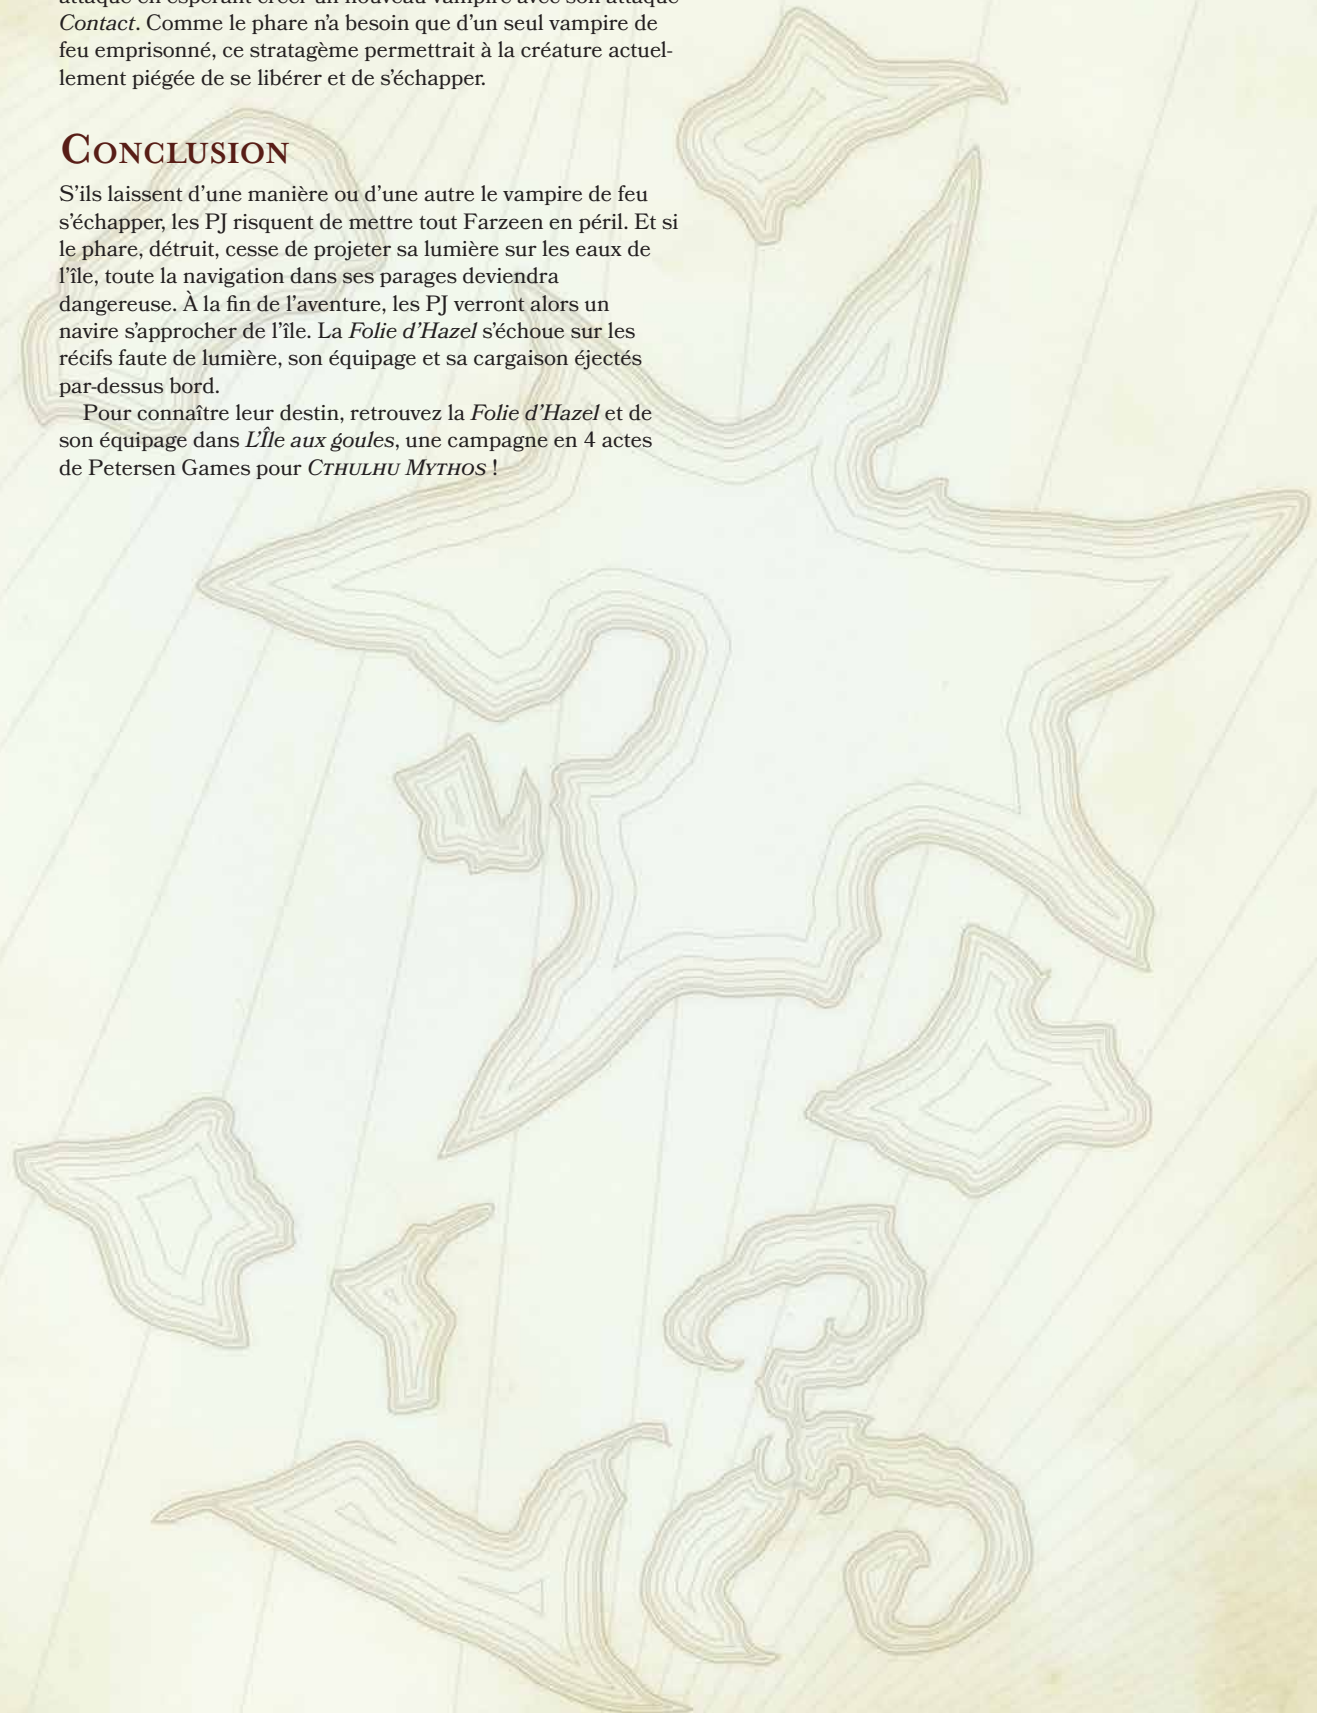 attaque en espérant créer un nouveau vampire avec son attaque
Contact. Comme le phare n'a besoin que d'un seul vampire de
feu emprisonné, ce stratagème permettrait à la créature actuel-
lement piégée de se libérer et de s'échapper.
CONCLUSION
S'ils laissent d'une manière ou d'une autre le vampire de feu
s'échapper, les PJ risquent de mettre tout Farzeen en péril. Et si
le phare, détruit, cesse de projeter sa lumière sur les eaux de
l'île, toute la navigation dans ses parages deviendra
dangereuse. À la fin de l'aventure, les PJ verront alors un
navire s'approcher de l'île. La Folie d'Hazel s'échoue sur les
récifs faute de lumière, son équipage et sa cargaison éjectés
par-dessus bord.
Pour connaître leur destin, retrouvez la Folie d'Hazel et de
son équipage dans L'Île aux goules, une campagne en 4 actes
de Petersen Games pour CTHULHU MYTHOS !